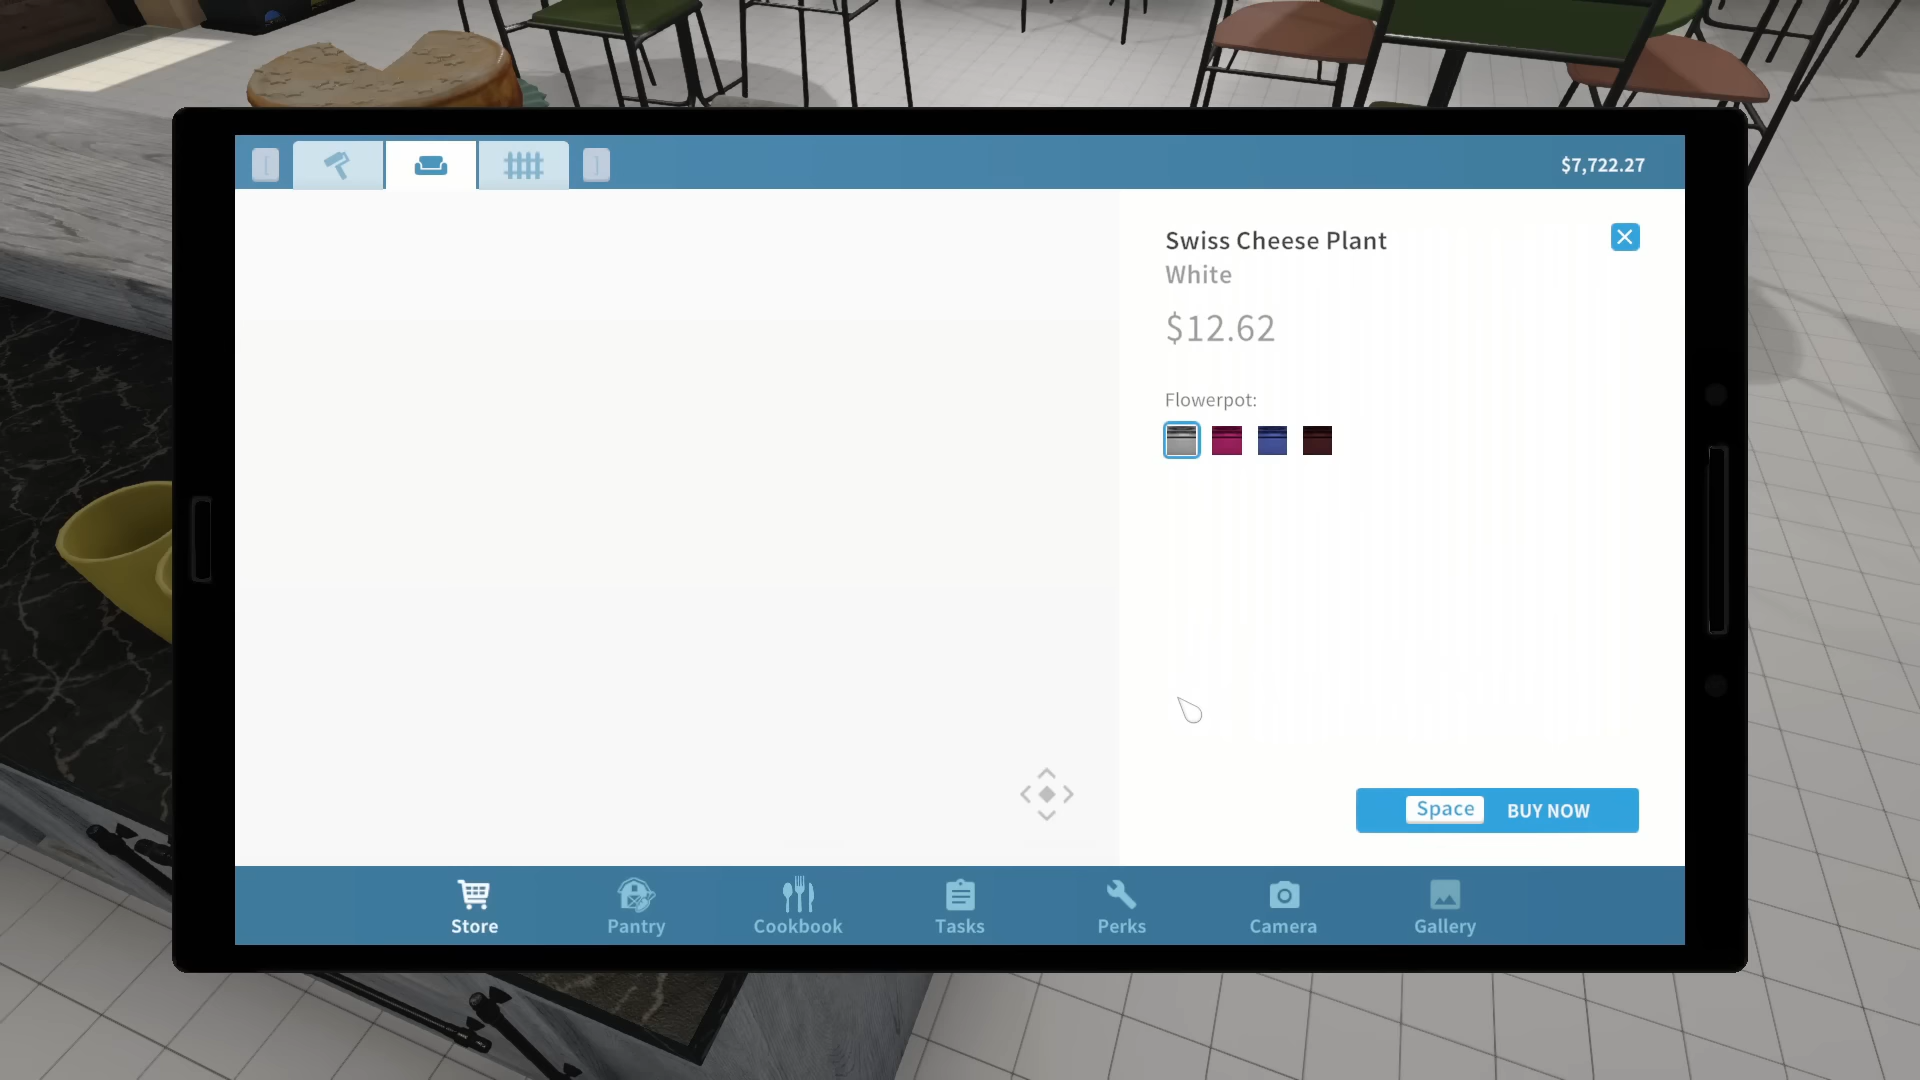 [
]
$7,722.27
Swiss Cheese Plant
White
$12.62
Flowerpot:
Space BUY NOW
Store
Pantry
Cookbook
Tasks
Perks
Camera
Gallery